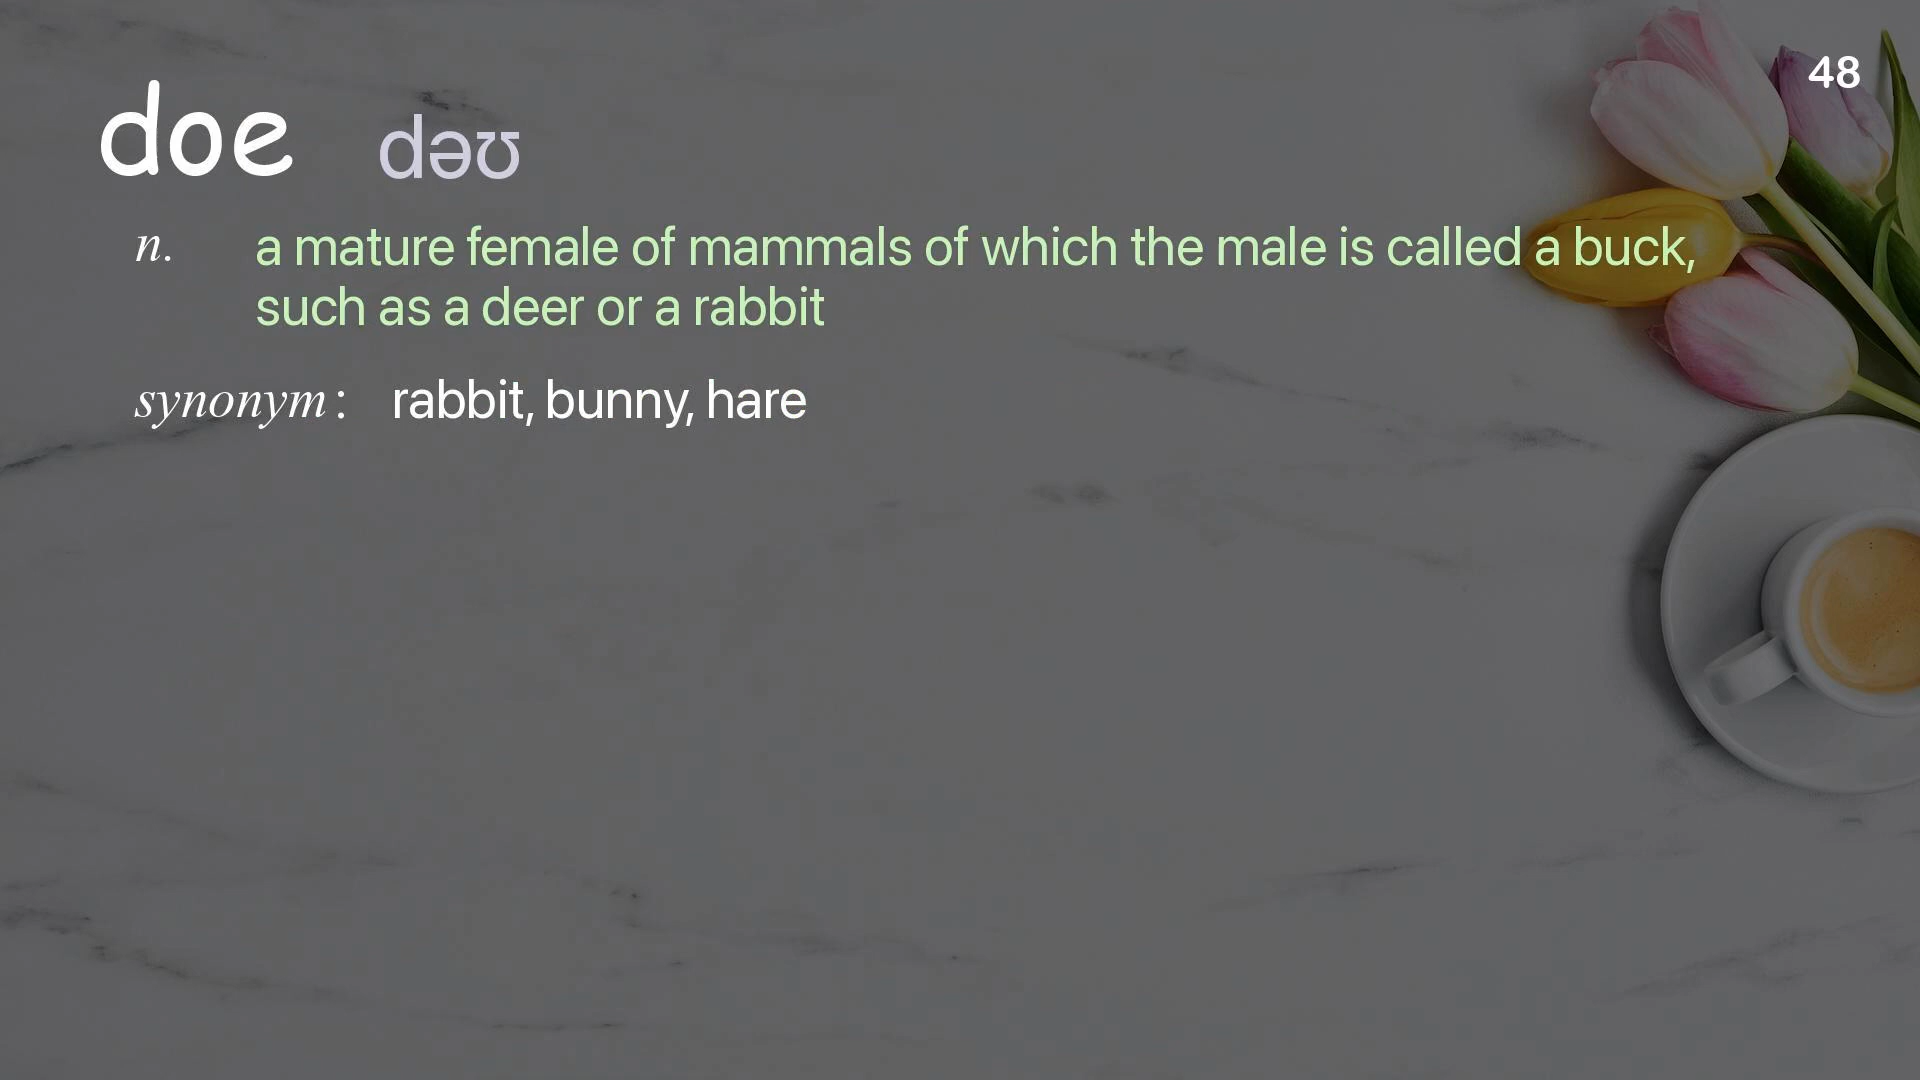 48
doe dəʊ
n. a mature female of mammals of which the male is called a buck,
such as a deer or a rabbit
synonym : rabbit, bunny, hare